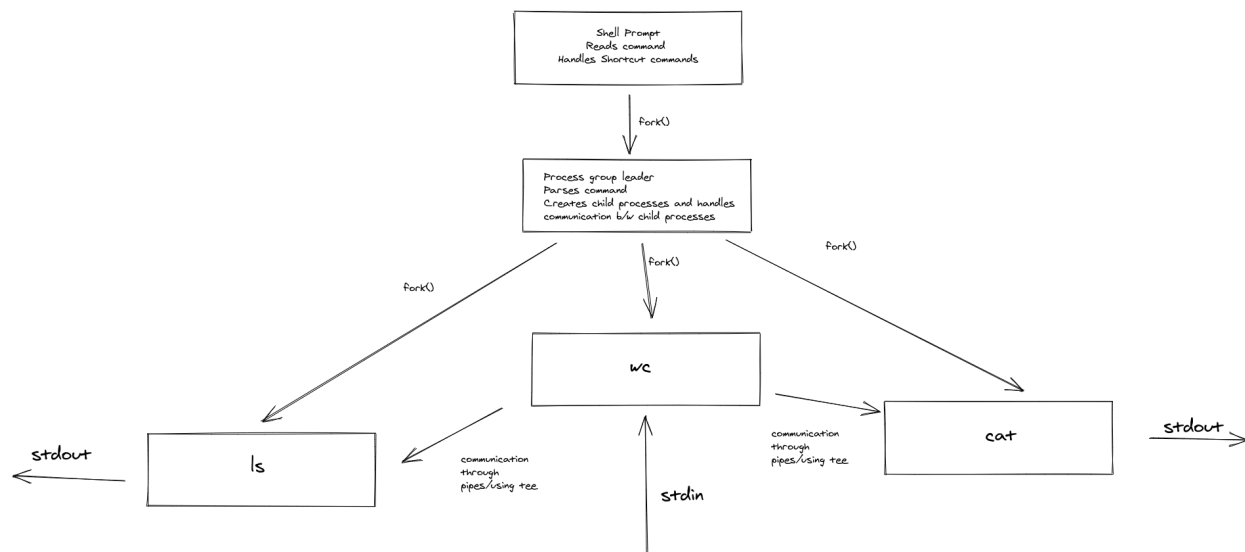 Shell Prompt
Reads command
Handles Shortcut commands
fork()
Process group leader
Parses command
Creates child processes and handles
communication b/w child processes
fork()
fork()
fork()
wc
ls
cat
stdout
communication
through
pipes/using tee
communication
through
pipes/using tee
stdout
stdin